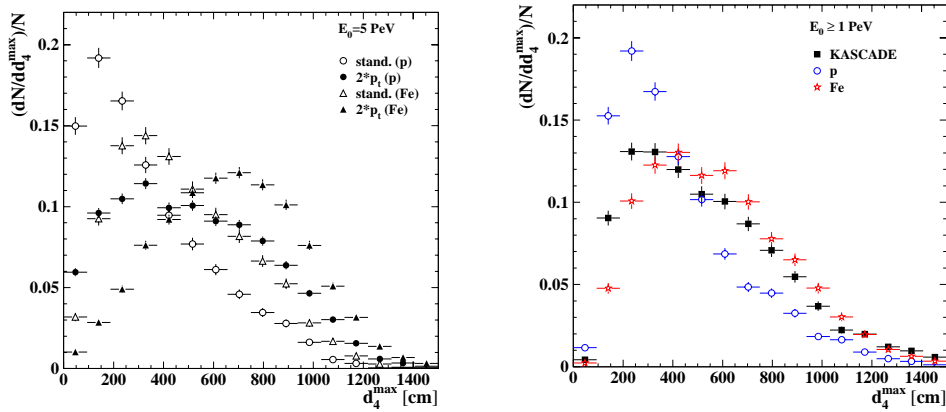 (dN/dd₄ᵐᵃˣ)/N
0.2
0.15
0.1
0.05
0
E₀=5 PeV
stand. (p)
2*pₜ (p)
stand. (Fe)
2*pₜ (Fe)
0 200 400 600 800 1000 1200 1400
d₄ᵐᵃˣ [cm]
(dN/dd₄ᵐᵃˣ)/N
0.2
0.15
0.1
0.05
0
E₀ ≥ 1 PeV
KASCADE
p
Fe
0 200 400 600 800 1000 1200 1400
d₄ᵐᵃˣ [cm]